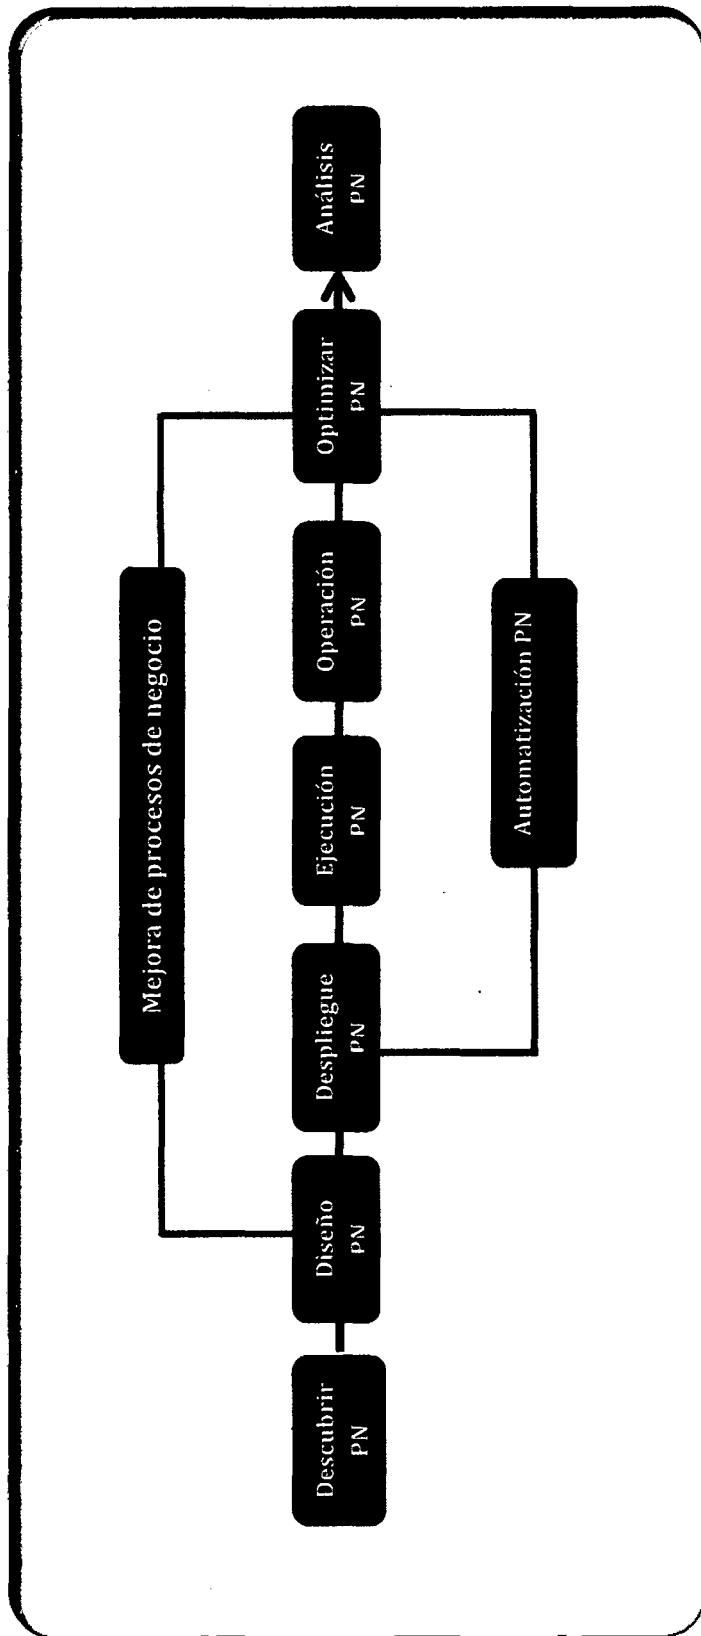 Mejora de procesos de negocio
Descubrir
PN
Diseño
PN
Despliegue
PN
Ejecución
PN
Operación
PN
Optimizar
PN
Análisis
PN
Automatización PN